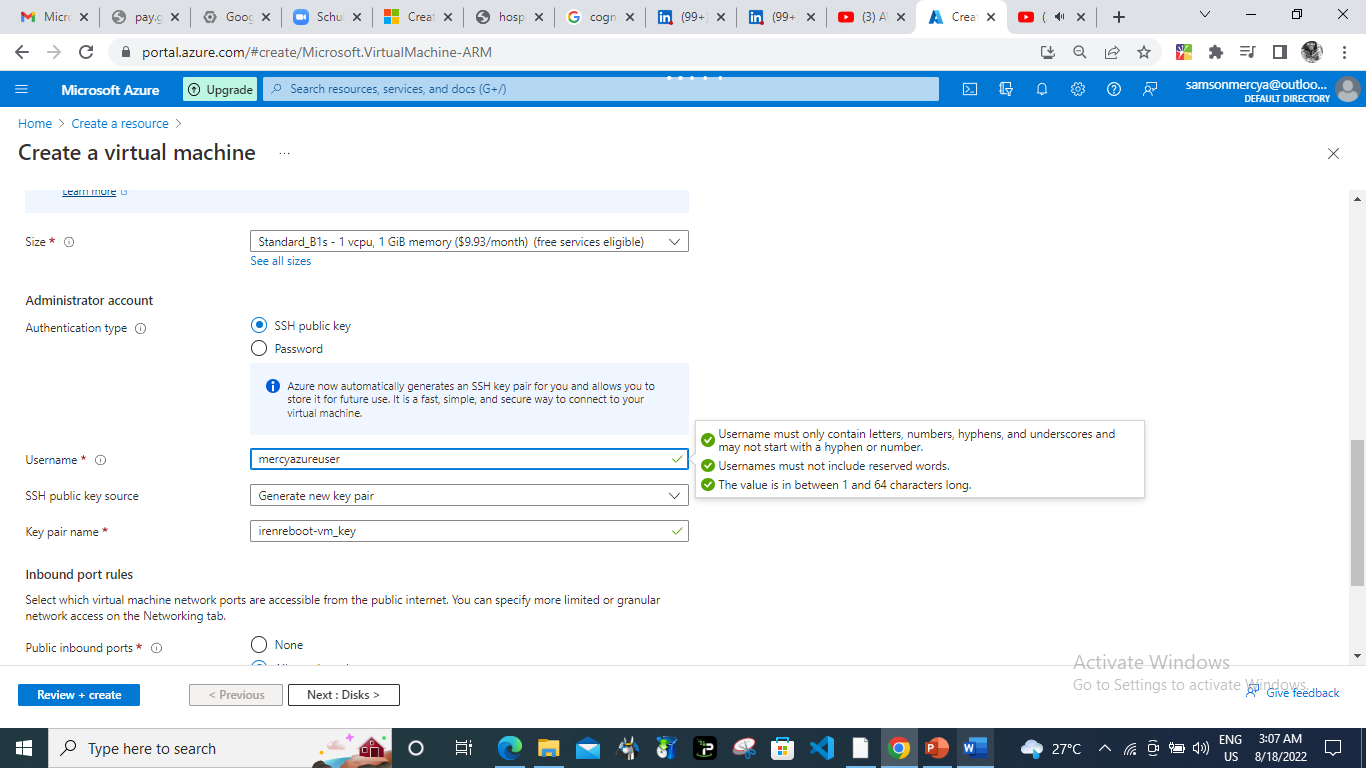 Micro
pay.g
Goog
Schu
Creat
hosp
cogn
(99+)
(99+
(3) A
Crea
(
portal.azure.com/#create/Microsoft.VirtualMachine-ARM
Microsoft Azure
Upgrade
Search resources, services, and docs (G+/)
samsonmercya@outloo...
DEFAULT DIRECTORY
Home > Create a resource >
Create a virtual machine ...
Learn more
Size *
Standard_B1s - 1 vcpu, 1 GiB memory ($9.93/month) (free services eligible)
See all sizes
Administrator account
Authentication type
SSH public key
Password
Azure now automatically generates an SSH key pair for you and allows you to
store it for future use. It is a fast, simple, and secure way to connect to your
virtual machine.
Username must only contain letters, numbers, hyphens, and underscores and
may not start with a hyphen or number.
Usernames must not include reserved words.
The value is in between 1 and 64 characters long.
Username *
mercyazureuser
SSH public key source
Generate new key pair
Key pair name *
irenreboot-vm_key
Inbound port rules
Select which virtual machine network ports are accessible from the public internet. You can specify more limited or granular
network access on the Networking tab.
Public inbound ports *
None
Activate Windows
Go to Settings to activate Windows.
Review + create
< Previous
Next : Disks >
Give feedback
Type here to search
27°C
ENG
US
3:07 AM
8/18/2022